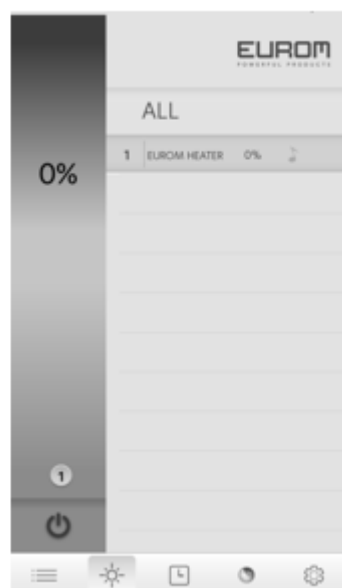 EUROM
POWERFUL PRODUCTS
ALL
0%
1 EUROM HEATER 0%
1